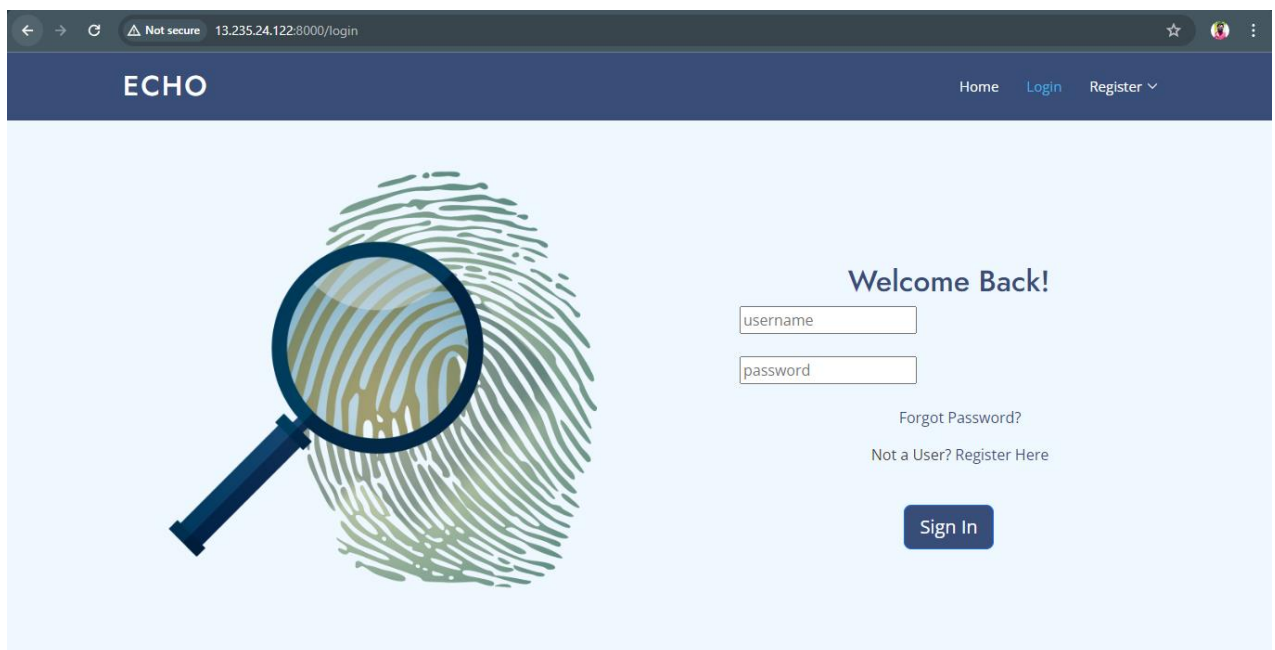 Not secure 13.235.24.122:8000/login
ECHO Home Login Register
Welcome Back!
username
password
Forgot Password?
Not a User? Register Here
Sign In